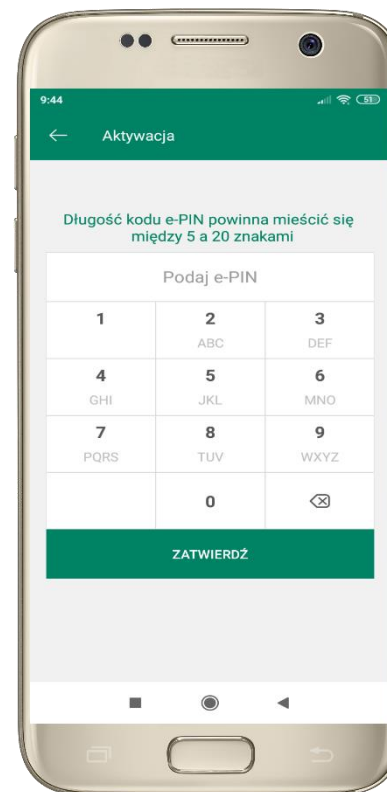 9:44
51
Aktywacja
Długość kodu e-PIN powinna mieścić się
między 5 a 20 znakami
Podaj e-PIN
1 2 3
ABC DEF
4 5 6
GHI JKL MNO
7 8 9
PQRS TUV WXYZ
0
ZATWIERDŹ